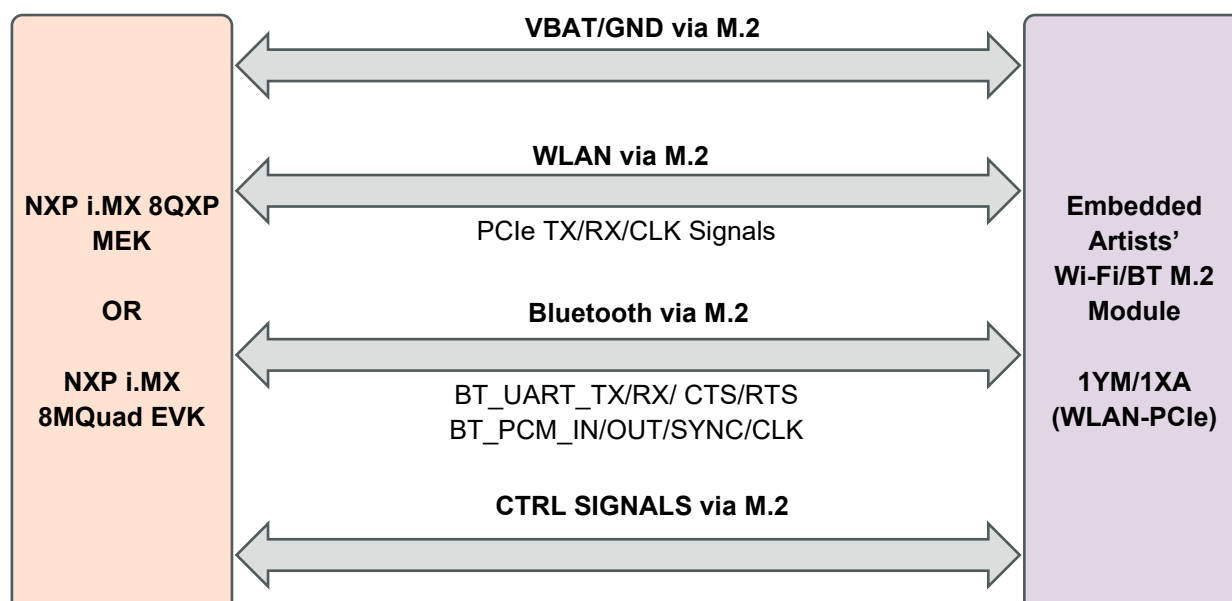 VBAT/GND via M.2
WLAN via M.2
PCIe TX/RX/CLK Signals
Bluetooth via M.2
BT_UART_TX/RX/ CTS/RTS
BT_PCM_IN/OUT/SYNC/CLK
CTRL SIGNALS via M.2
NXP i.MX 8QXP
MEK
OR
NXP i.MX
8MQuad EVK
Embedded
Artists’
Wi-Fi/BT M.2
Module
1YM/1XA
(WLAN-PCIe)